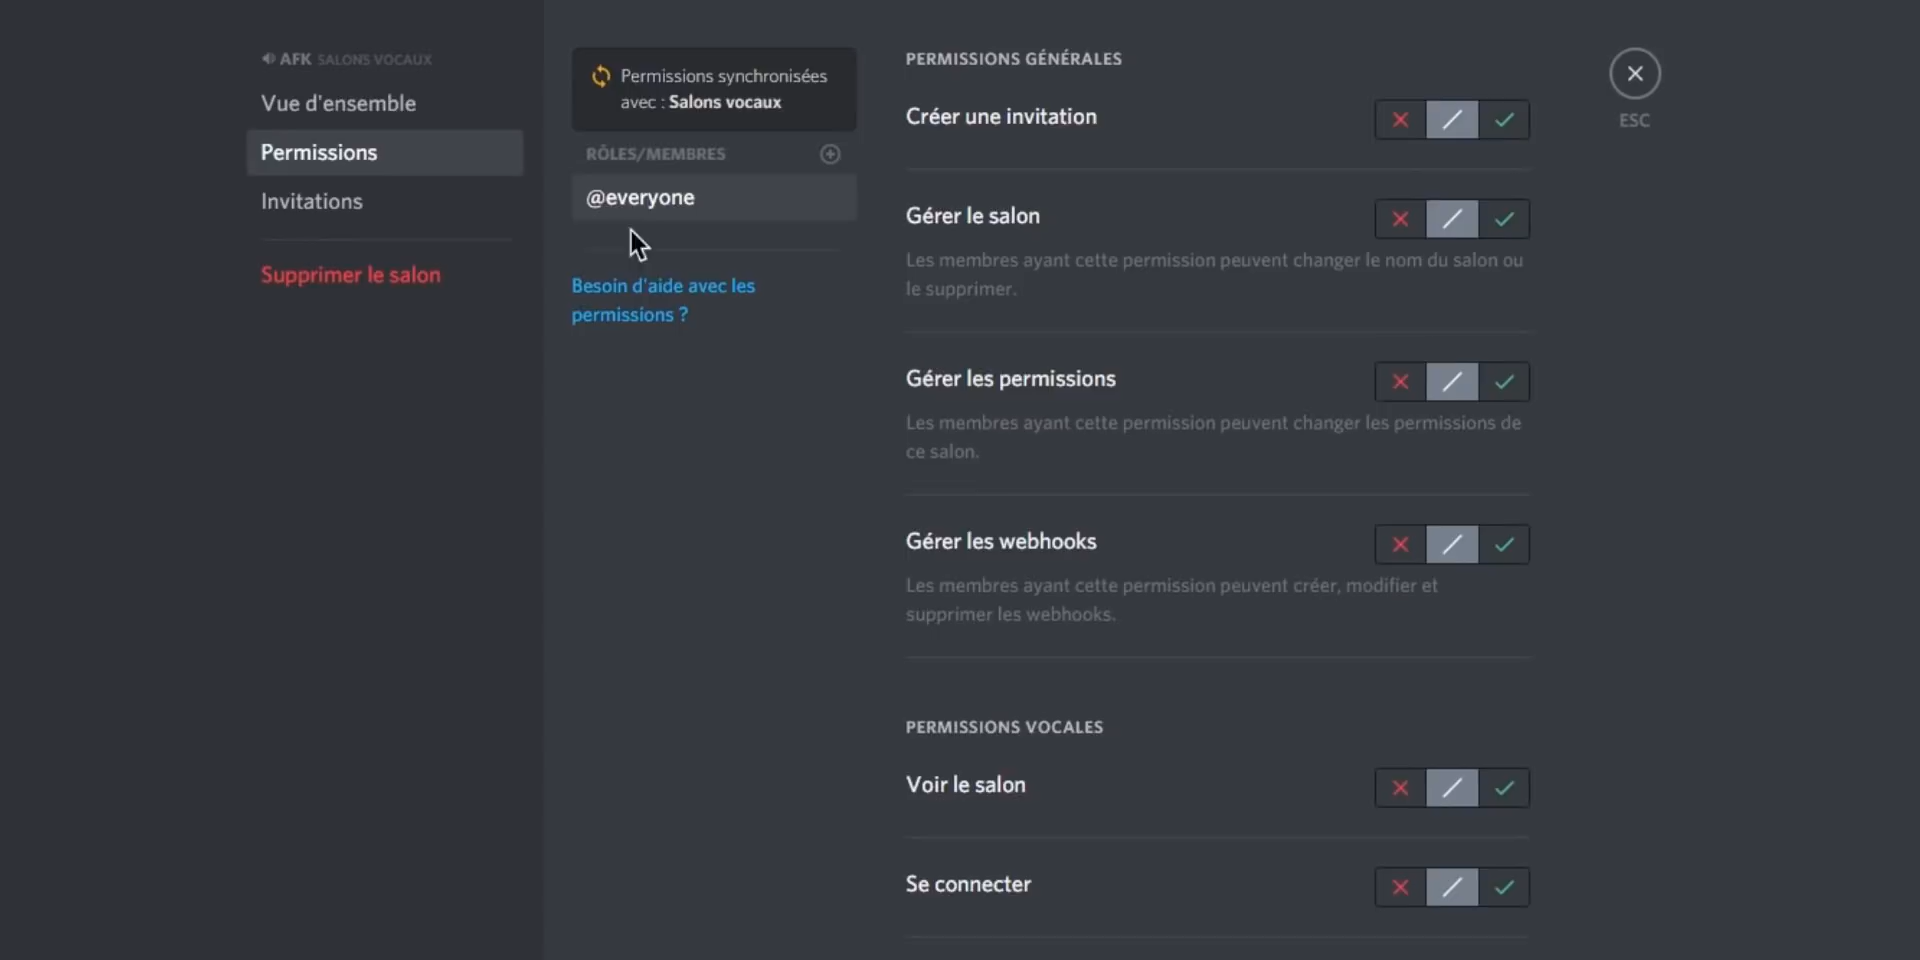 AFK SALONS VOCAUX
Vue d'ensemble
Permissions
Invitations
Supprimer le salon
Permissions synchronisées
avec : Salons vocaux
RÔLES/MEMBRES
@everyone
Besoin d'aide avec les
permissions ?
PERMISSIONS GÉNÉRALES
Créer une invitation
Gérer le salon
Les membres ayant cette permission peuvent changer le nom du salon ou
le supprimer.
Gérer les permissions
Les membres ayant cette permission peuvent changer les permissions de
ce salon.
Gérer les webhooks
Les membres ayant cette permission peuvent créer, modifier et
supprimer les webhooks.
PERMISSIONS VOCALES
Voir le salon
Se connecter
ESC